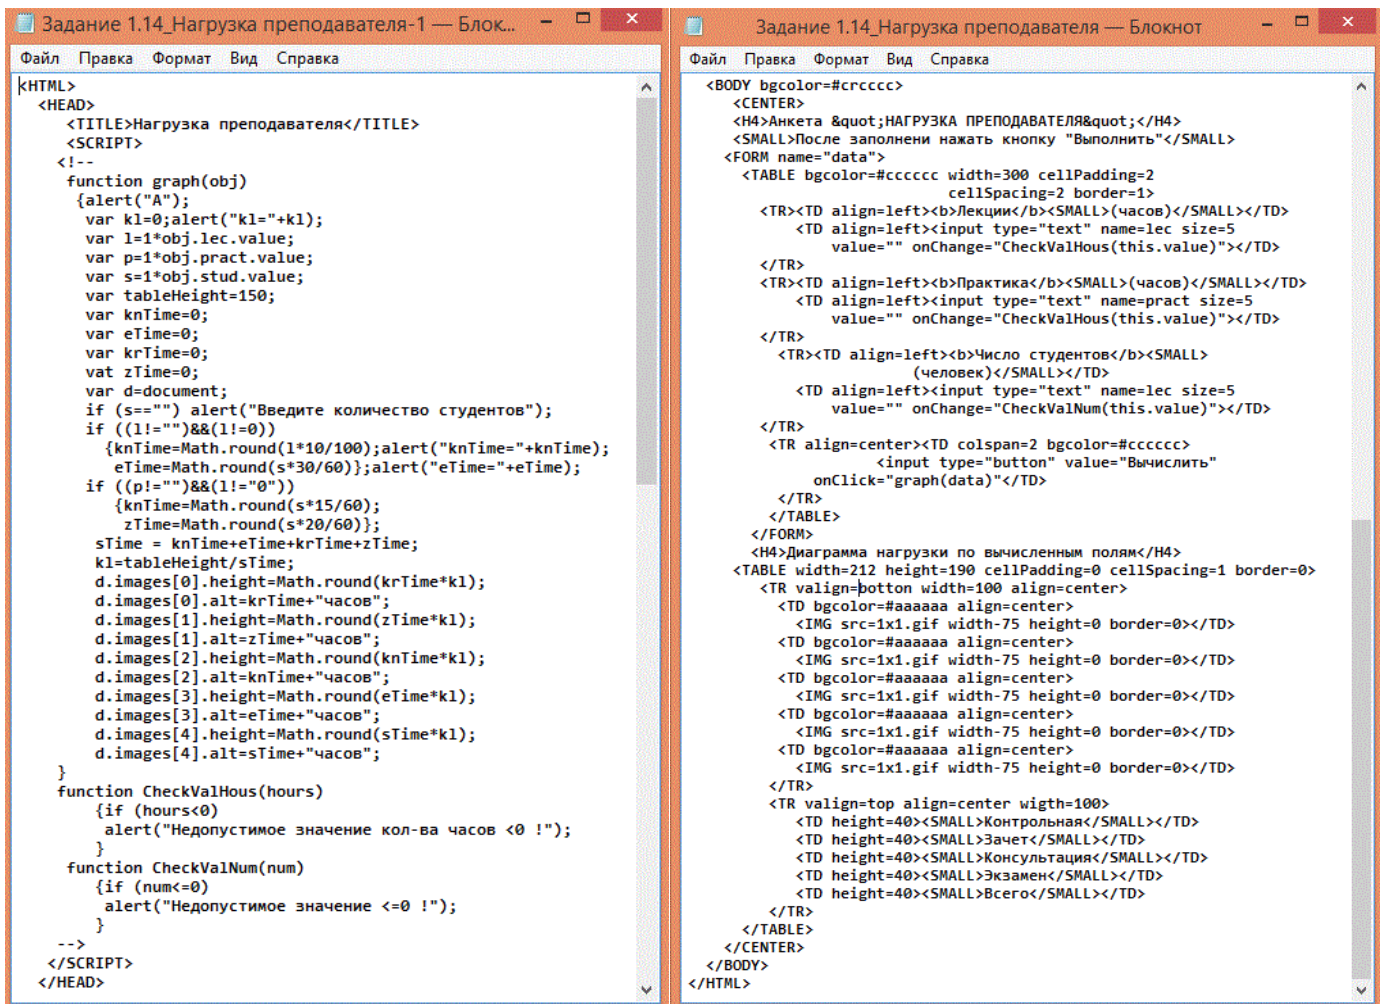 Задание 1.14_Нагрузка преподавателя-1 — Блок...
Файл Правка Формат Вид Справка
<HTML>
<HEAD>
<TITLE>Нагрузка преподавателя</TITLE>
<SCRIPT>
<!--
function graph(obj)
{alert("A");
var kl=0;alert("kl="+kl);
var l=1*obj.lec.value;
var p=1*obj.pract.value;
var s=1*obj.stud.value;
var tableHeight=150;
var knTime=0;
var eTime=0;
var krTime=0;
vat zTime=0;
var d=document;
if (s=="") alert("Введите количество студентов");
if ((l!="")&&(l!=0))
{knTime=Math.round(l*10/100);alert("knTime="+knTime);
eTime=Math.round(s*30/60)};alert("eTime="+eTime);
if ((p!="")&&(l!="0"))
{knTime=Math.round(s*15/60);
zTime=Math.round(s*20/60)};
sTime = knTime+eTime+krTime+zTime;
kl=tableHeight/sTime;
d.images[0].height=Math.round(krTime*kl);
d.images[0].alt=krTime+"часов";
d.images[1].height=Math.round(zTime*kl);
d.images[1].alt=zTime+"часов";
d.images[2].height=Math.round(knTime*kl);
d.images[2].alt=knTime+"часов";
d.images[3].height=Math.round(eTime*kl);
d.images[3].alt=eTime+"часов";
d.images[4].height=Math.round(sTime*kl);
d.images[4].alt=sTime+"часов";
}
function CheckValHous(hours)
{if (hours<0)
alert("Недопустимое значение кол-ва часов <0 !");
}
function CheckValNum(num)
{if (num<=0)
alert("Недопустимое значение <=0 !");
}
-->
</SCRIPT>
</HEAD>
Задание 1.14_Нагрузка преподавателя — Блокнот
Файл Правка Формат Вид Справка
<BODY bgcolor=#crcccc>
<CENTER>
<H4>Анкета &quot;НАГРУЗКА ПРЕПОДАВАТЕЛЯ&quot;</H4>
<SMALL>После заполнени нажать кнопку "Выполнить"</SMALL>
<FORM name="data">
<TABLE bgcolor=#cccccc width=300 cellPadding=2
cellSpacing=2 border=1>
<TR><TD align=left><b>Лекции</b><SMALL>(часов)</SMALL></TD>
<TD align=left><input type="text" name=lec size=5
value="" onChange="CheckValHous(this.value)"></TD>
</TR>
<TR><TD align=left><b>Практика</b><SMALL>(часов)</SMALL></TD>
<TD align=left><input type="text" name=pract size=5
value="" onChange="CheckValHous(this.value)"></TD>
</TR>
<TR><TD align=left><b>Число студентов</b><SMALL>
(человек)</SMALL></TD>
<TD align=left><input type="text" name=lec size=5
value="" onChange="CheckValNum(this.value)"></TD>
</TR>
<TR align=center><TD colspan=2 bgcolor=#cccccc>
<input type="button" value="Вычислить"
onClick="graph(data)"</TD>
</TR>
</TABLE>
</FORM>
<H4>Диаграмма нагрузки по вычисленным полям</H4>
<TABLE width=212 height=190 cellPadding=0 cellSpacing=1 border=0>
<TR valign=botton width=100 align=center>
<TD bgcolor=#aaaaaa align=center>
<IMG src=1x1.gif width-75 height=0 border=0></TD>
<TD bgcolor=#aaaaaa align=center>
<IMG src=1x1.gif width-75 height=0 border=0></TD>
<TD bgcolor=#aaaaaa align=center>
<IMG src=1x1.gif width-75 height=0 border=0></TD>
<TD bgcolor=#aaaaaa align=center>
<IMG src=1x1.gif width-75 height=0 border=0></TD>
<TD bgcolor=#aaaaaa align=center>
<IMG src=1x1.gif width-75 height=0 border=0></TD>
</TR>
<TR valign=top align=center wigth=100>
<TD height=40><SMALL>Контрольная</SMALL></TD>
<TD height=40><SMALL>Зачет</SMALL></TD>
<TD height=40><SMALL>Консультация</SMALL></TD>
<TD height=40><SMALL>Экзамен</SMALL></TD>
<TD height=40><SMALL>Всего</SMALL></TD>
</TR>
</TABLE>
</CENTER>
</BODY>
</HTML>